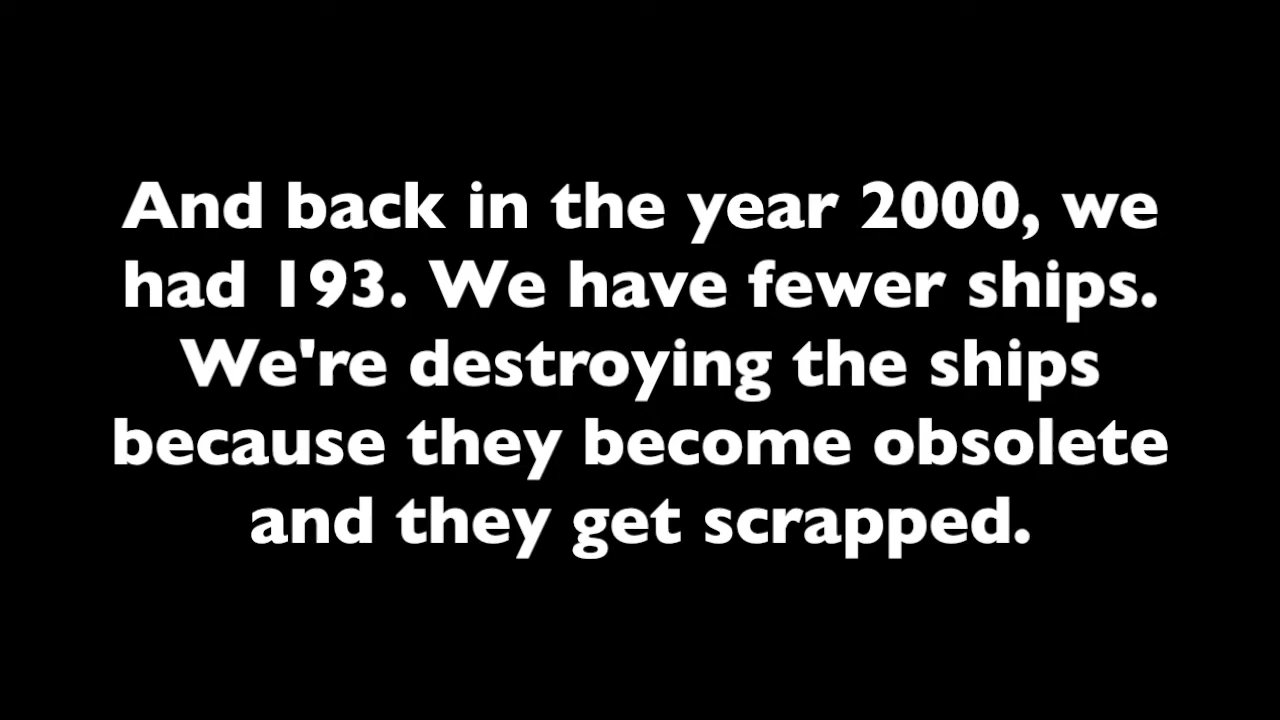 And back in the year 2000, we
had 193. We have fewer ships.
We're destroying the ships
because they become obsolete
and they get scrapped.